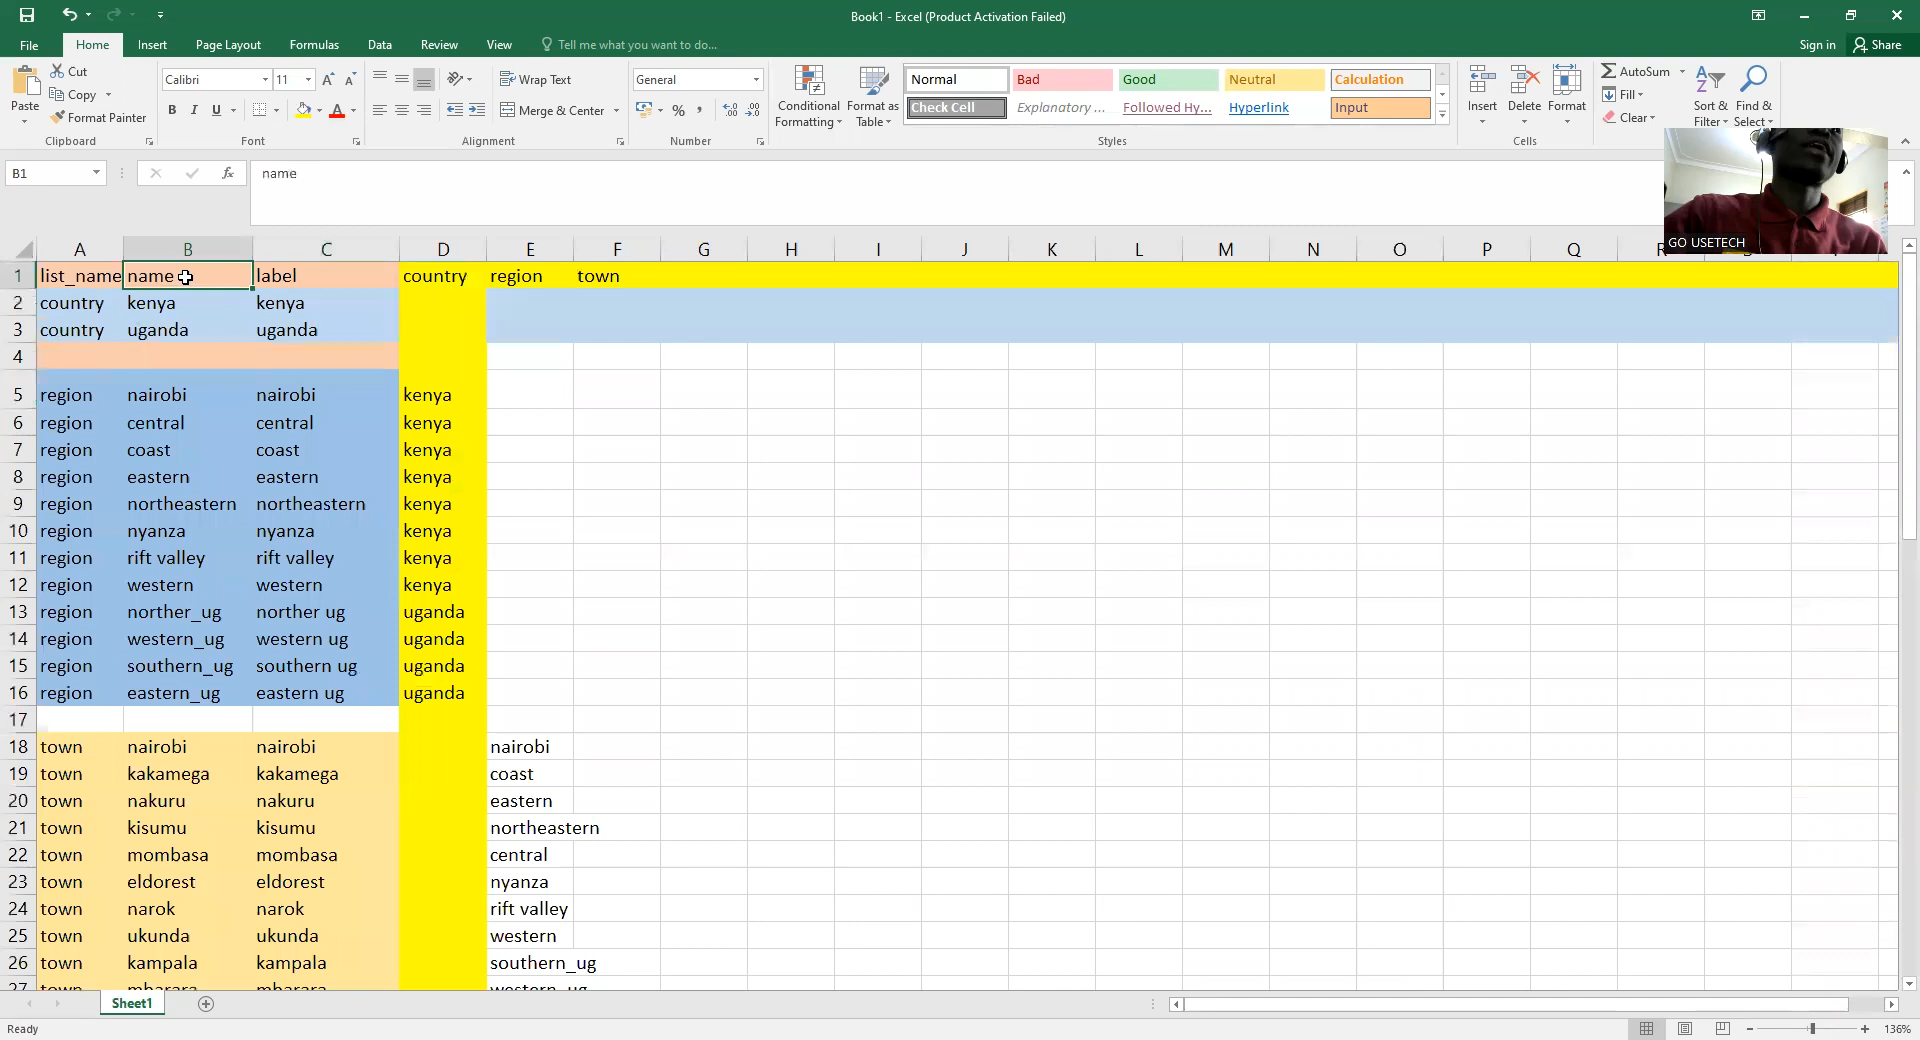 Book1 - Excel (Product Activation Failed)
File Home Insert Page Layout Formulas Data Review View Tell me what you want to do... Sign in Share
Paste Cut Copy Format Painter
Clipboard
Calibri 11 B I U
Font
Wrap Text Merge & Center
Alignment
General %
Number
Conditional Formatting Format as Table
Normal Bad Good Neutral Calculation
Check Cell Explanatory ... Followed Hy... Hyperlink Input
Styles
Insert Delete Format
Cells
AutoSum Fill Clear Sort & Filter Find & Select
GO USETECH
B1 fx name
A B C D E F G H I J K L M N O P Q
1 list_name name label country region town
2 country kenya kenya
3 country uganda uganda
4
5 region nairobi nairobi kenya
6 region central central kenya
7 region coast coast kenya
8 region eastern eastern kenya
9 region northeastern northeastern kenya
10 region nyanza nyanza kenya
11 region rift valley rift valley kenya
12 region western western kenya
13 region norther_ug norther ug uganda
14 region western_ug western ug uganda
15 region southern_ug southern ug uganda
16 region eastern_ug eastern ug uganda
17
18 town nairobi nairobi nairobi
19 town kakamega kakamega coast
20 town nakuru nakuru eastern
21 town kisumu kisumu northeastern
22 town mombasa mombasa central
23 town eldorest eldorest nyanza
24 town narok narok rift valley
25 town ukunda ukunda western
26 town kampala kampala southern_ug
27 town mbarara mbarara western_ug
Sheet1
Ready 136%